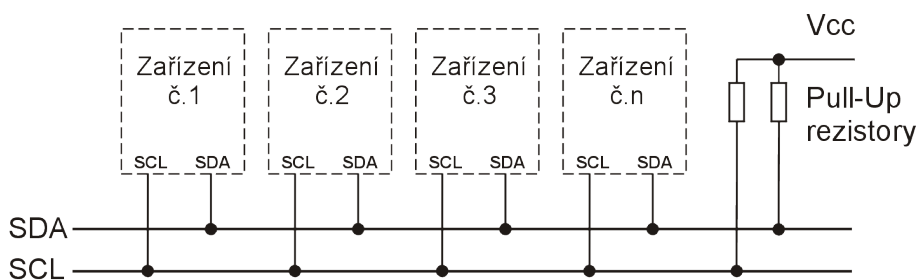 Zařízení
č.1
SCL SDA
Zařízení
č.2
SCL SDA
Zařízení
č.3
SCL SDA
Zařízení
č.n
SCL SDA
Vcc
Pull-Up
rezistory
SDA
SCL